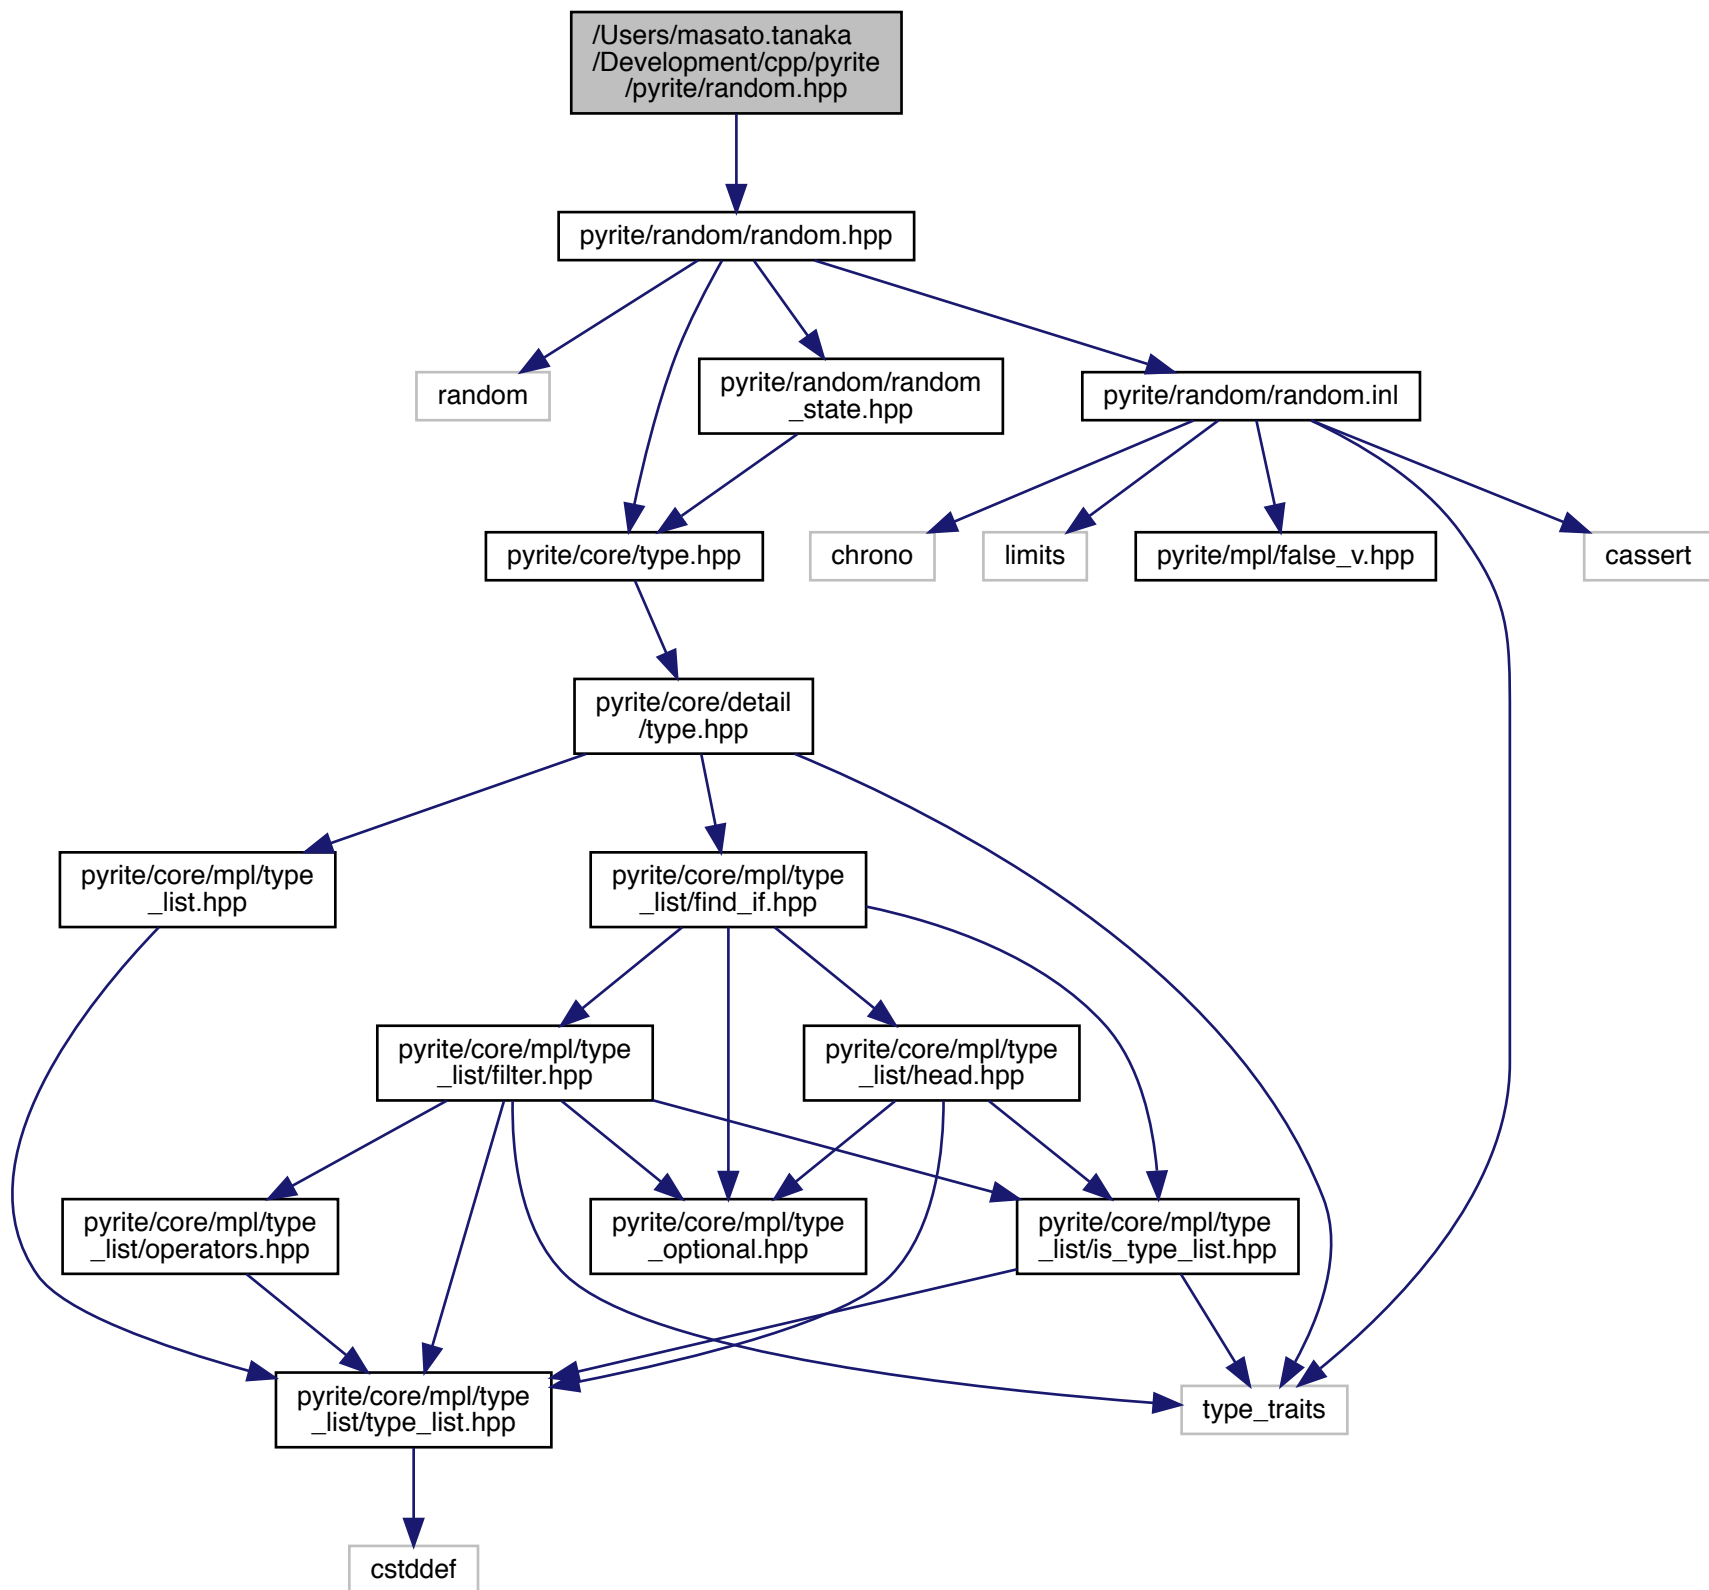 /Users/masato.tanaka
/Development/cpp/pyrite
/pyrite/random.hpp
pyrite/random/random.hpp
random
pyrite/random/random
_state.hpp
pyrite/random/random.inl
pyrite/core/type.hpp
chrono
limits
pyrite/mpl/false_v.hpp
cassert
pyrite/core/detail
/type.hpp
pyrite/core/mpl/type
_list.hpp
pyrite/core/mpl/type
_list/find_if.hpp
pyrite/core/mpl/type
_list/filter.hpp
pyrite/core/mpl/type
_list/head.hpp
pyrite/core/mpl/type
_list/operators.hpp
pyrite/core/mpl/type
_optional.hpp
pyrite/core/mpl/type
_list/is_type_list.hpp
pyrite/core/mpl/type
_list/type_list.hpp
type_traits
cstddef